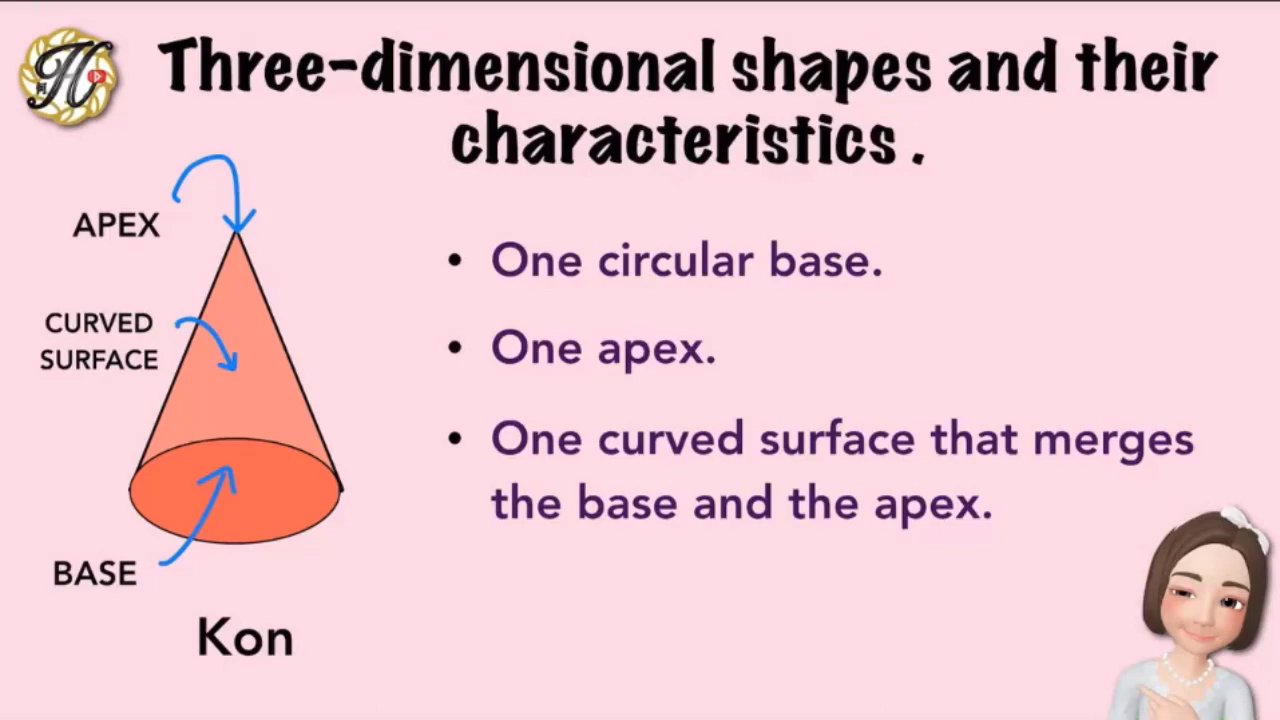 Three-dimensional shapes and their
characteristics .
APEX
CURVED
SURFACE
BASE
Kon
• One circular base.
• One apex.
• One curved surface that merges
the base and the apex.